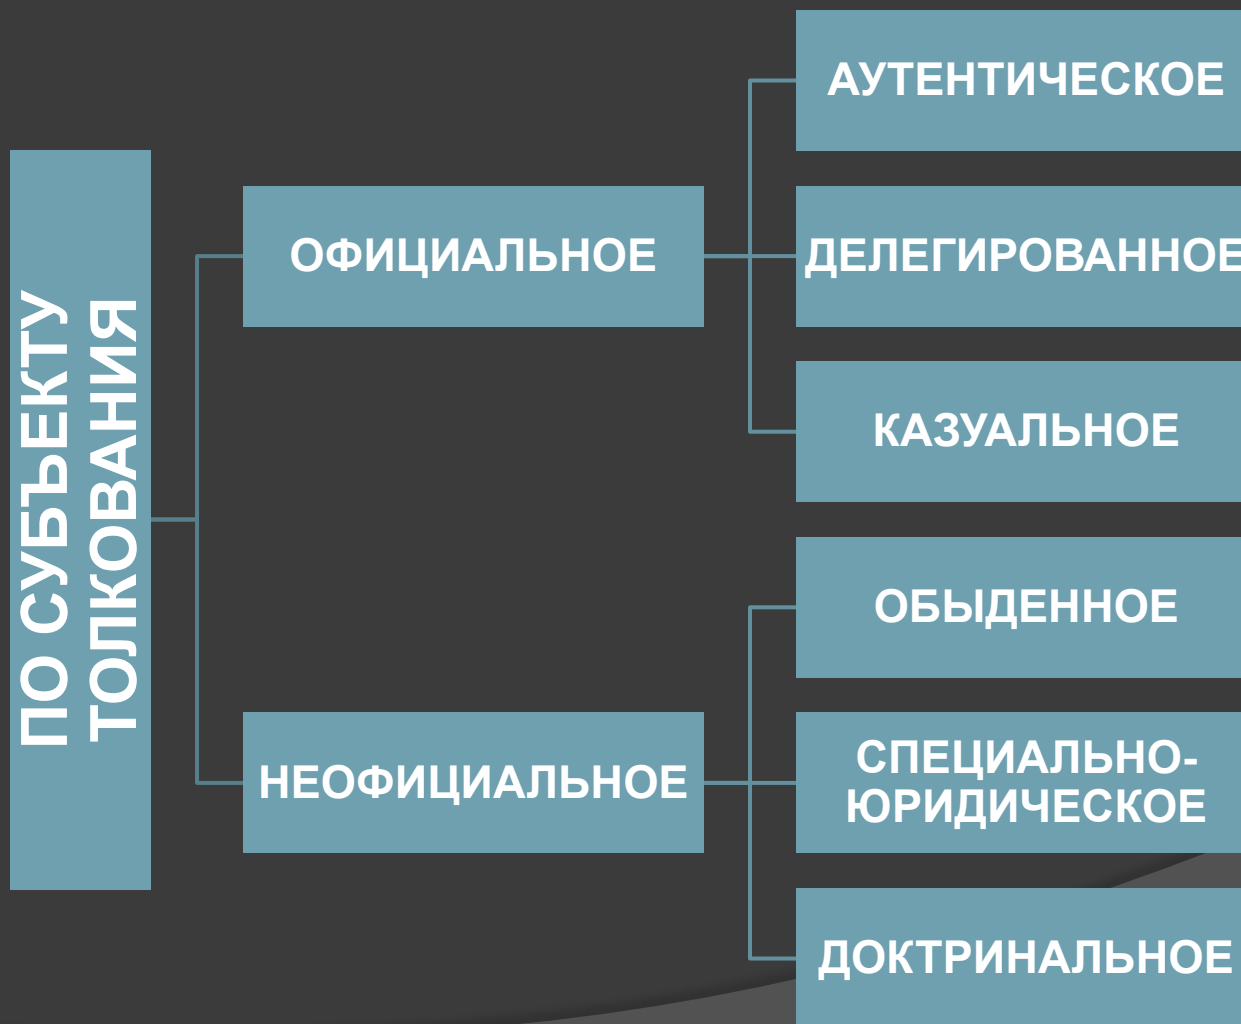 ПО СУБЪЕКТУ
ТОЛКОВАНИЯ
ОФИЦИАЛЬНОЕ
АУТЕНТИЧЕСКОЕ
ДЕЛЕГИРОВАННОЕ
КАЗУАЛЬНОЕ
НЕОФИЦИАЛЬНОЕ
ОБЫДЕННОЕ
СПЕЦИАЛЬНО-
ЮРИДИЧЕСКОЕ
ДОКТРИНАЛЬНОЕ